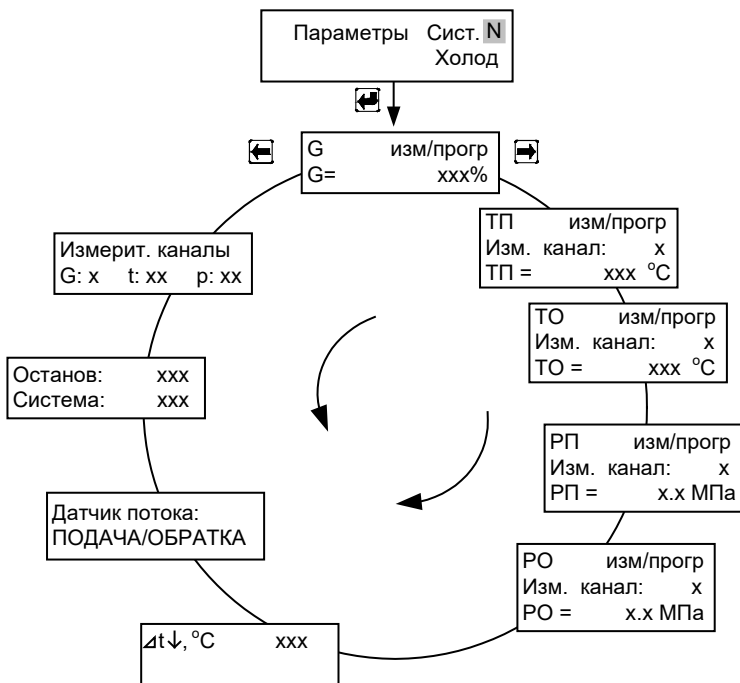 Параметры Сист. N
Холод
G изм/прогр
G= xxx%
ТП изм/прогр
Изм. канал: x
ТП = xxx °C
ТО изм/прогр
Изм. канал: x
ТО = xxx °C
РП изм/прогр
Изм. канал: x
РП = x.x МПа
РО изм/прогр
Изм. канал: x
РО = x.x МПа
⊿t↓, °C xxx
Датчик потока:
ПОДАЧА/ОБРАТКА
Останов: xxx
Система: xxx
Измерит. каналы
G: x t: xx p: xx